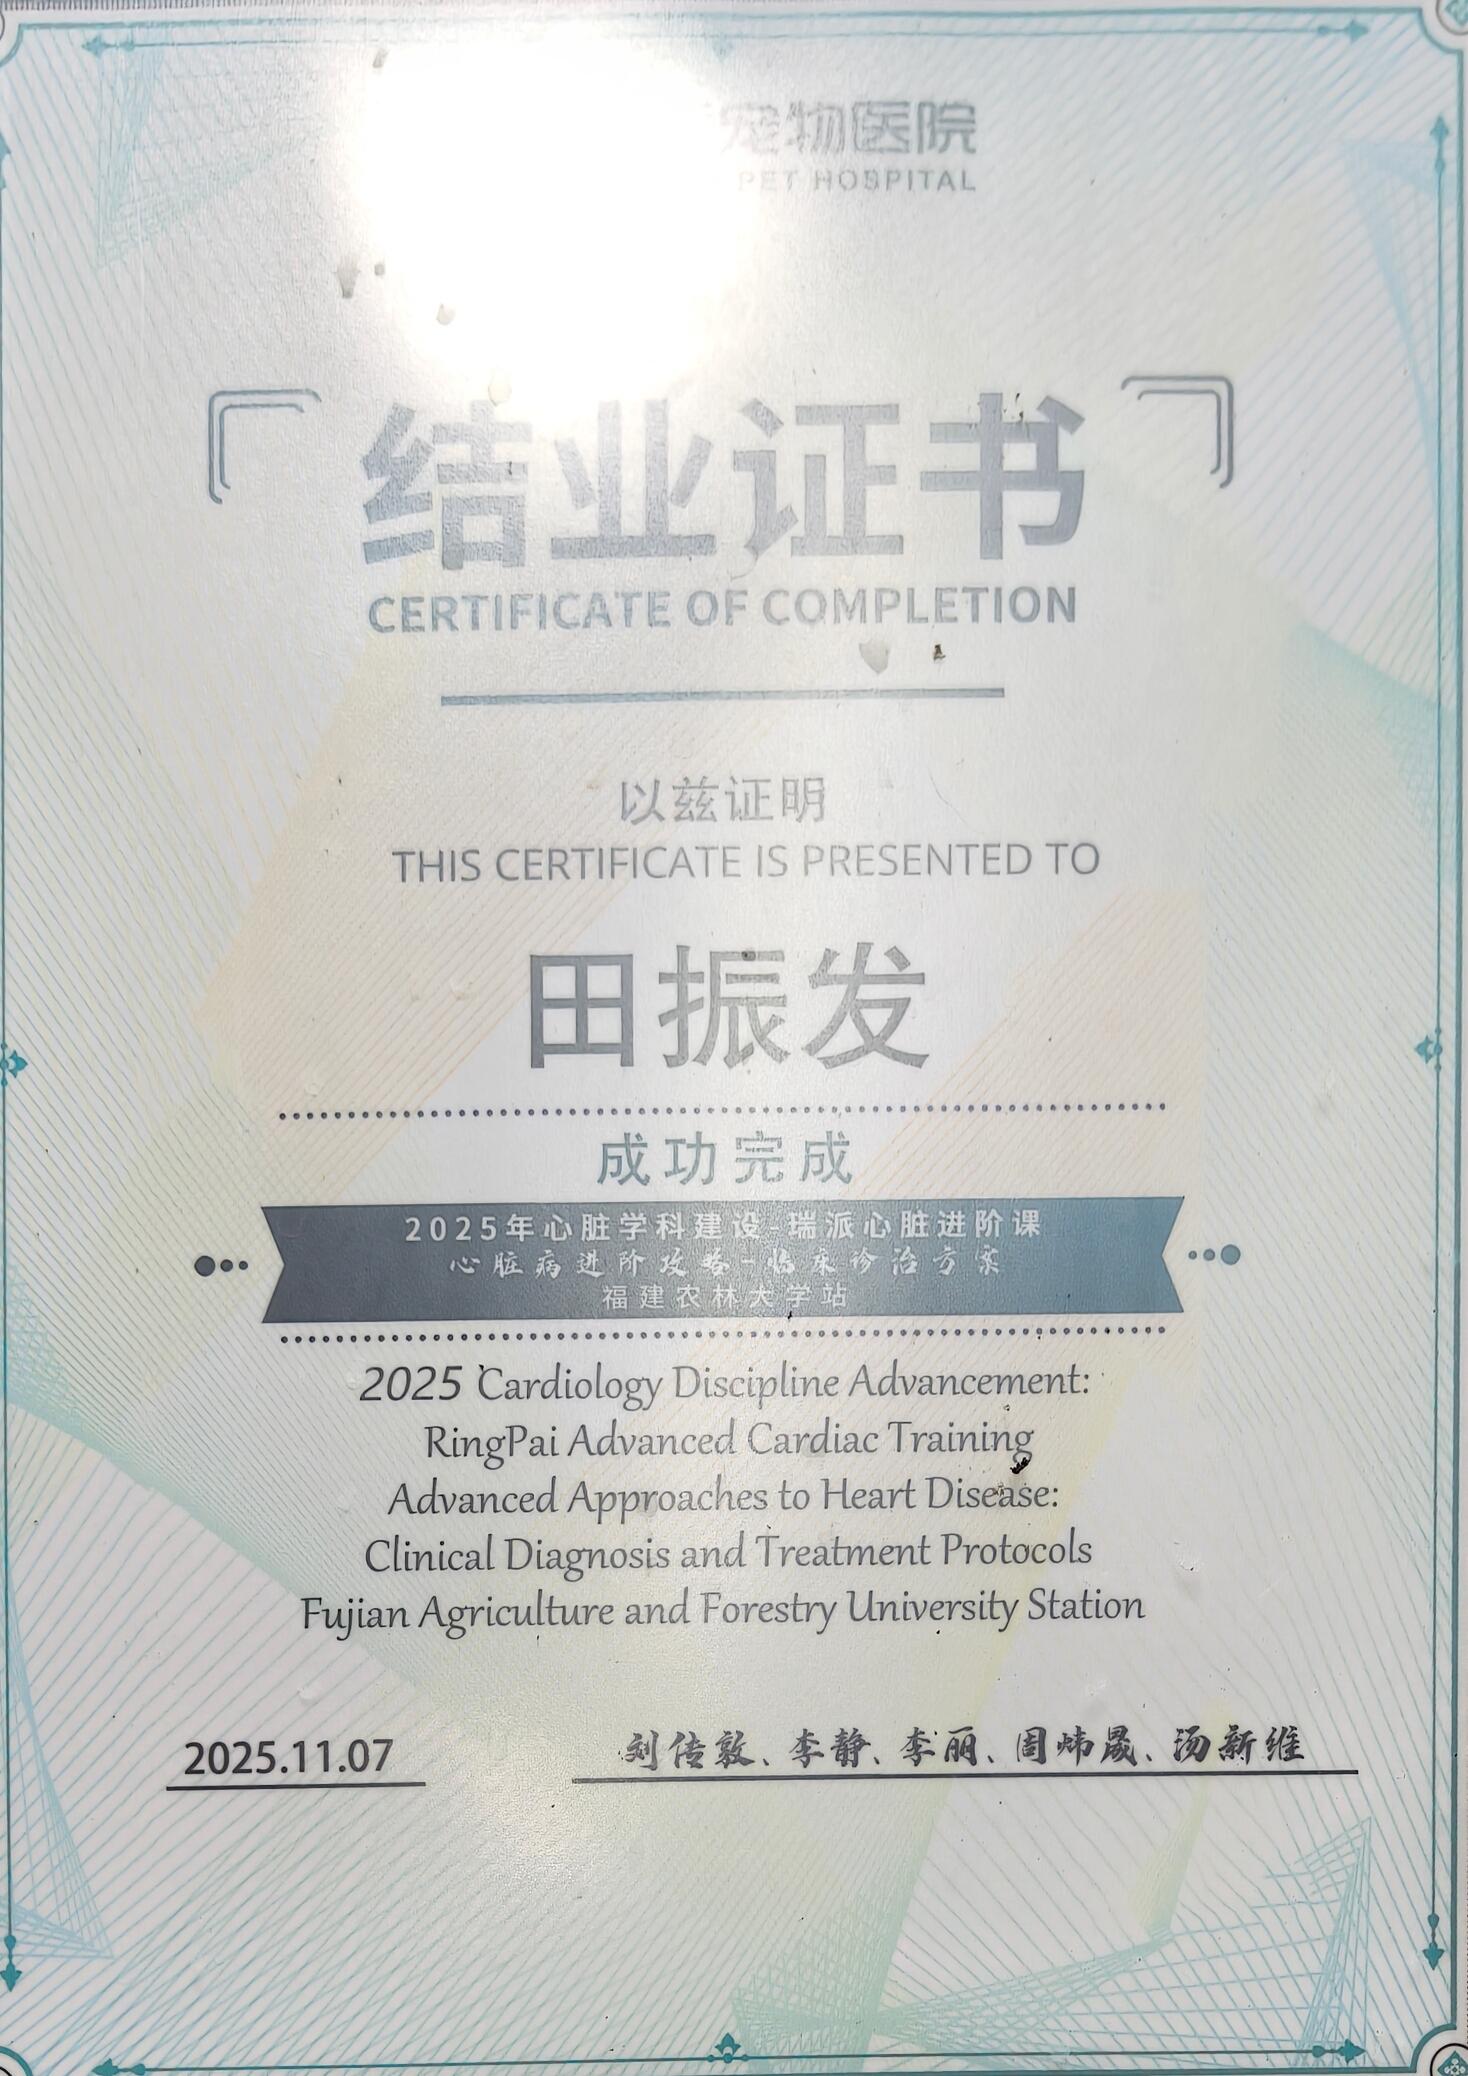 宠物医院
PET HOSPITAL
结业证书
CERTIFICATE OF COMPLETION
以兹证明
THIS CERTIFICATE IS PRESENTED TO
田振发
成功完成
2025年心脏学科建设-瑞派心脏进阶课
心脏病进阶攻略-临床诊治方案
福建农林大学站
2025 Cardiology Discipline Advancement:
RingPai Advanced Cardiac Training
Advanced Approaches to Heart Disease:
Clinical Diagnosis and Treatment Protocols
Fujian Agriculture and Forestry University Station
2025.11.07
刘传敦、李静、李丽、周炜晟、汤新维